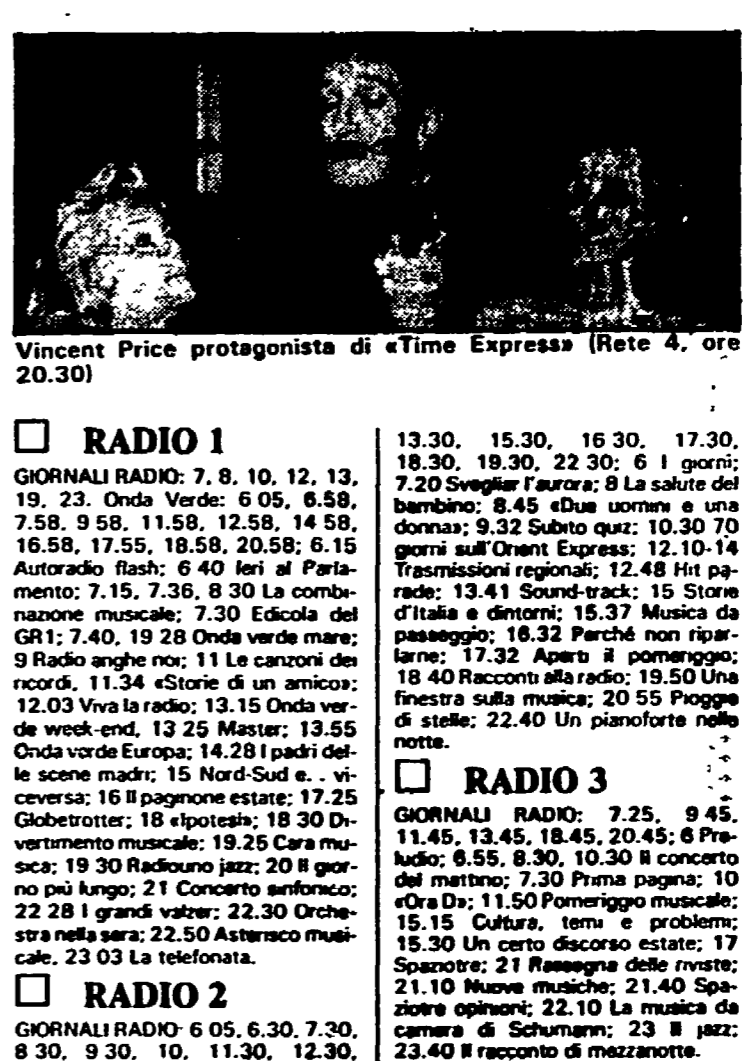 Vincent Price protagonista di «Time Express» (Rete 4, ore
20.30)
RADIO 1
GIORNALI RADIO: 7, 8, 10, 12, 13,
19, 23. Onda Verde: 6 05, 6.58,
7.58, 9 58, 11.58, 12.58, 14 58,
16.58, 17.55, 18.58, 20.58; 6.15
Autoradio flash; 6 40 Ieri al Parla-
mento; 7.15, 7.36, 8 30 La combi-
nazione musicale; 7.30 Edicola del
GR1; 7.40, 19 28 Onda verde mare;
9 Radio anghe noi; 11 Le canzoni dei
ricordi, 11.34 «Storie di un amico»;
12.03 Viva la radio; 13.15 Onda ver-
de week-end, 13 25 Master; 13.55
Onda verde Europa; 14.28 I padri del-
le scene madri; 15 Nord-Sud e. . vi-
ceversa; 16 Il paginone estate; 17.25
Globetrotter; 18 «Ipotesi»; 18 30 Di-
vertimento musicale; 19.25 Cara mu-
sica; 19 30 Radiouno jazz; 20 Il gior-
no più lungo; 21 Concerto sinfonico;
22 28 I grandi valzer; 22.30 Orche-
stra nella sera; 22.50 Asterisco musi-
cale, 23 03 La telefonata.
RADIO 2
GIORNALI RADIO- 6 05, 6.30, 7.30,
8 30, 9 30, 10, 11.30, 12.30,
13.30, 15.30, 16 30, 17.30,
18.30, 19.30, 22 30; 6 I giorni;
7.20 Svegliar l'aurora; 8 La salute del
bambino; 8.45 «Due uomini e una
donna»; 9.32 Subito quiz; 10.30 70
giorni sull'Orient Express; 12.10-14
Trasmissioni regionali; 12.48 Hit pa-
rade; 13.41 Sound-track; 15 Storie
d'Italia e dintorni; 15.37 Musica da
passeggio; 16.32 Perché non ripar-
larne; 17.32 Aperti il pomeriggio;
18 40 Racconti alla radio; 19.50 Una
finestra sulla musica; 20 55 Pioggia
di stelle; 22.40 Un pianoforte nella
notte.
RADIO 3
GIORNALI RADIO: 7.25, 9 45,
11.45, 13.45, 18.45, 20.45; 6 Pre-
ludio; 6.55, 8.30, 10.30 Il concerto
del mattino; 7.30 Prima pagina; 10
«Ora D»; 11.50 Pomeriggio musicale;
15.15 Cultura, temi e problemi;
15.30 Un certo discorso estate; 17
Spaziotre; 21 Rassegna delle riviste;
21.10 Nuove musiche; 21.40 Spa-
ziotre opinioni; 22.10 La musica da
camera di Schumann; 23 Il jazz;
23.40 Il racconto di mezzanotte.